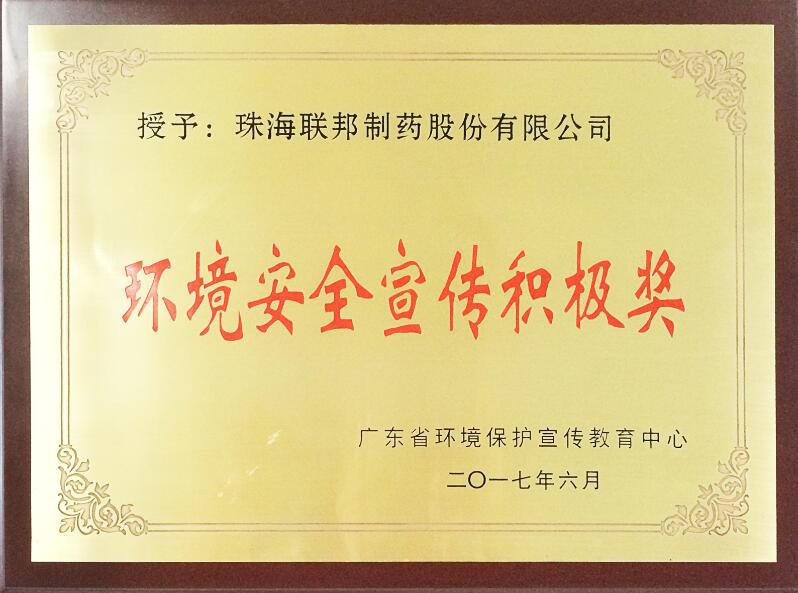 授予：珠海联邦制药股份有限公司
环境安全宣传积极奖
广东省环境保护宣传教育中心
二〇一七年六月